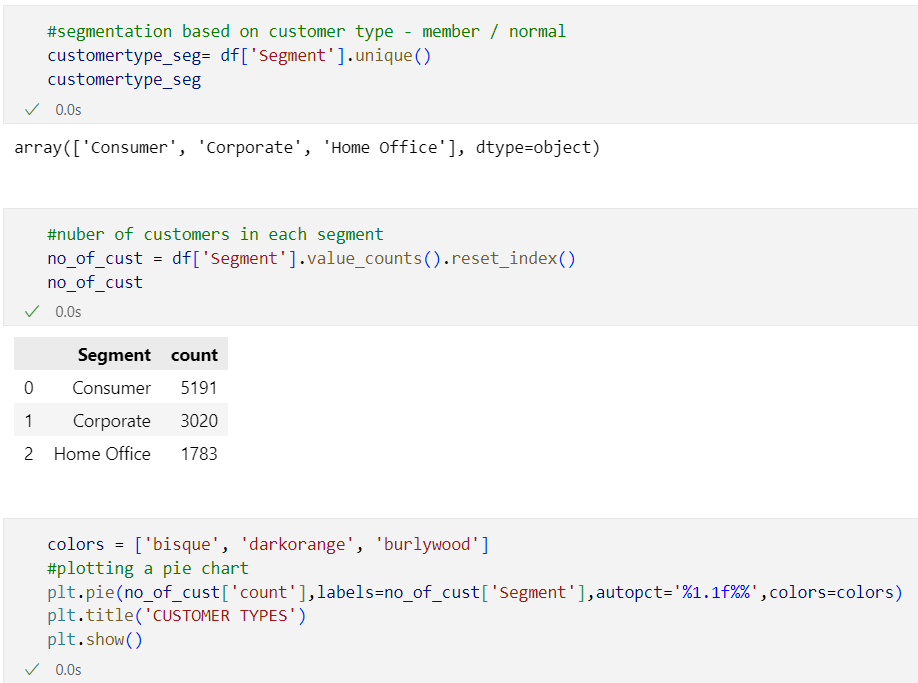 #segmentation based on customer type - member / normal
customertype_seg= df['Segment'].unique()
customertype_seg
0.0s
array(['Consumer', 'Corporate', 'Home Office'], dtype=object)
#nuber of customers in each segment
no_of_cust = df['Segment'].value_counts().reset_index()
no_of_cust
0.0s
Segment count
0 Consumer 5191
1 Corporate 3020
2 Home Office 1783
colors = ['bisque', 'darkorange', 'burlywood']
#plotting a pie chart
plt.pie(no_of_cust['count'],labels=no_of_cust['Segment'],autopct='%1.1f%%',colors=colors)
plt.title('CUSTOMER TYPES')
plt.show()
0.0s